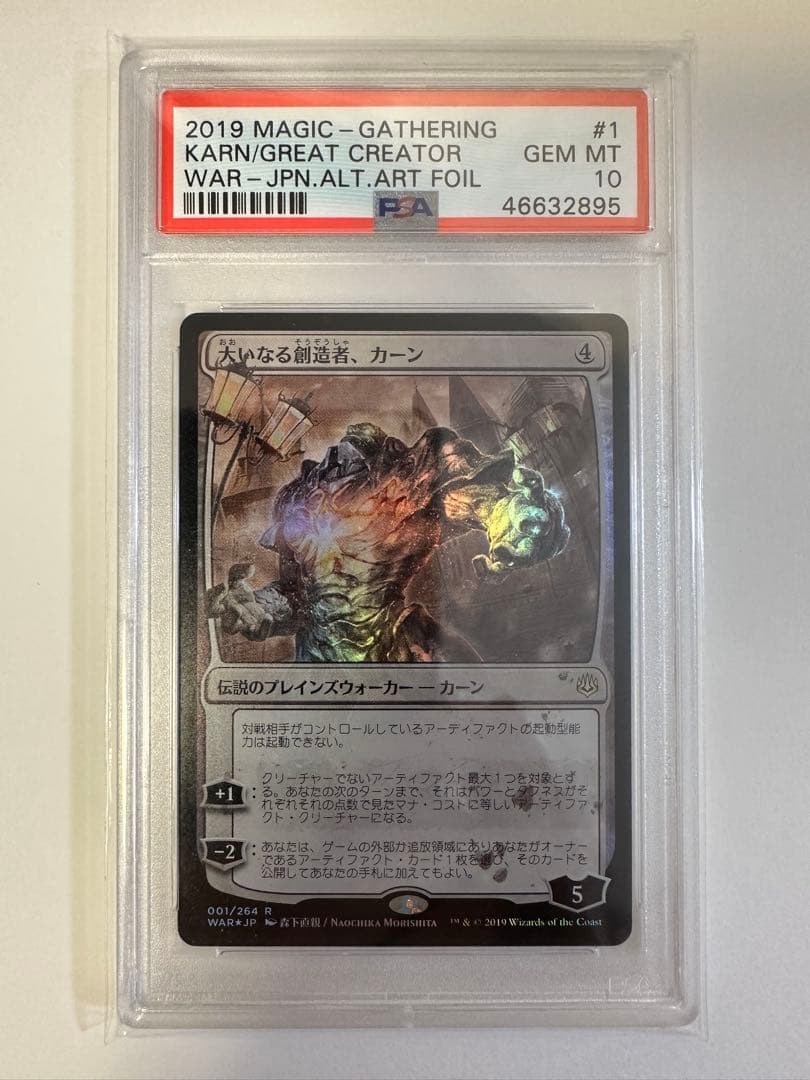 2019 MAGIC - GATHERING #1
KARN/GREAT CREATOR GEM MT
WAR - JPN.ALT.ART FOIL 10
PSA 46632895
おお そうぞうしゃ
大いなる創造者、カーン 4
伝説のプレインズウォーカー — カーン
対戦相手がコントロールしているアーティファクトの起動型能
力は起動できない。
クリーチャーでないアーティファクト最大1つを対象とす
+1 : る。あなたの次のターンまで、それはパワーとタフネスがそ
れぞれそれの点数で見たマナ・コストに等しいアーティファ
クト・クリーチャーになる。
-2 : あなたは、ゲームの外部か追放領域にありあなたがオーナー
であるアーティファクト・カード1枚を選び、そのカードを
公開してあなたの手札に加えてもよい。
5
001/264 R
WAR★JP 森下直親 / NAOCHIKA MORISHITA ™ & © 2019 Wizards of the Coast